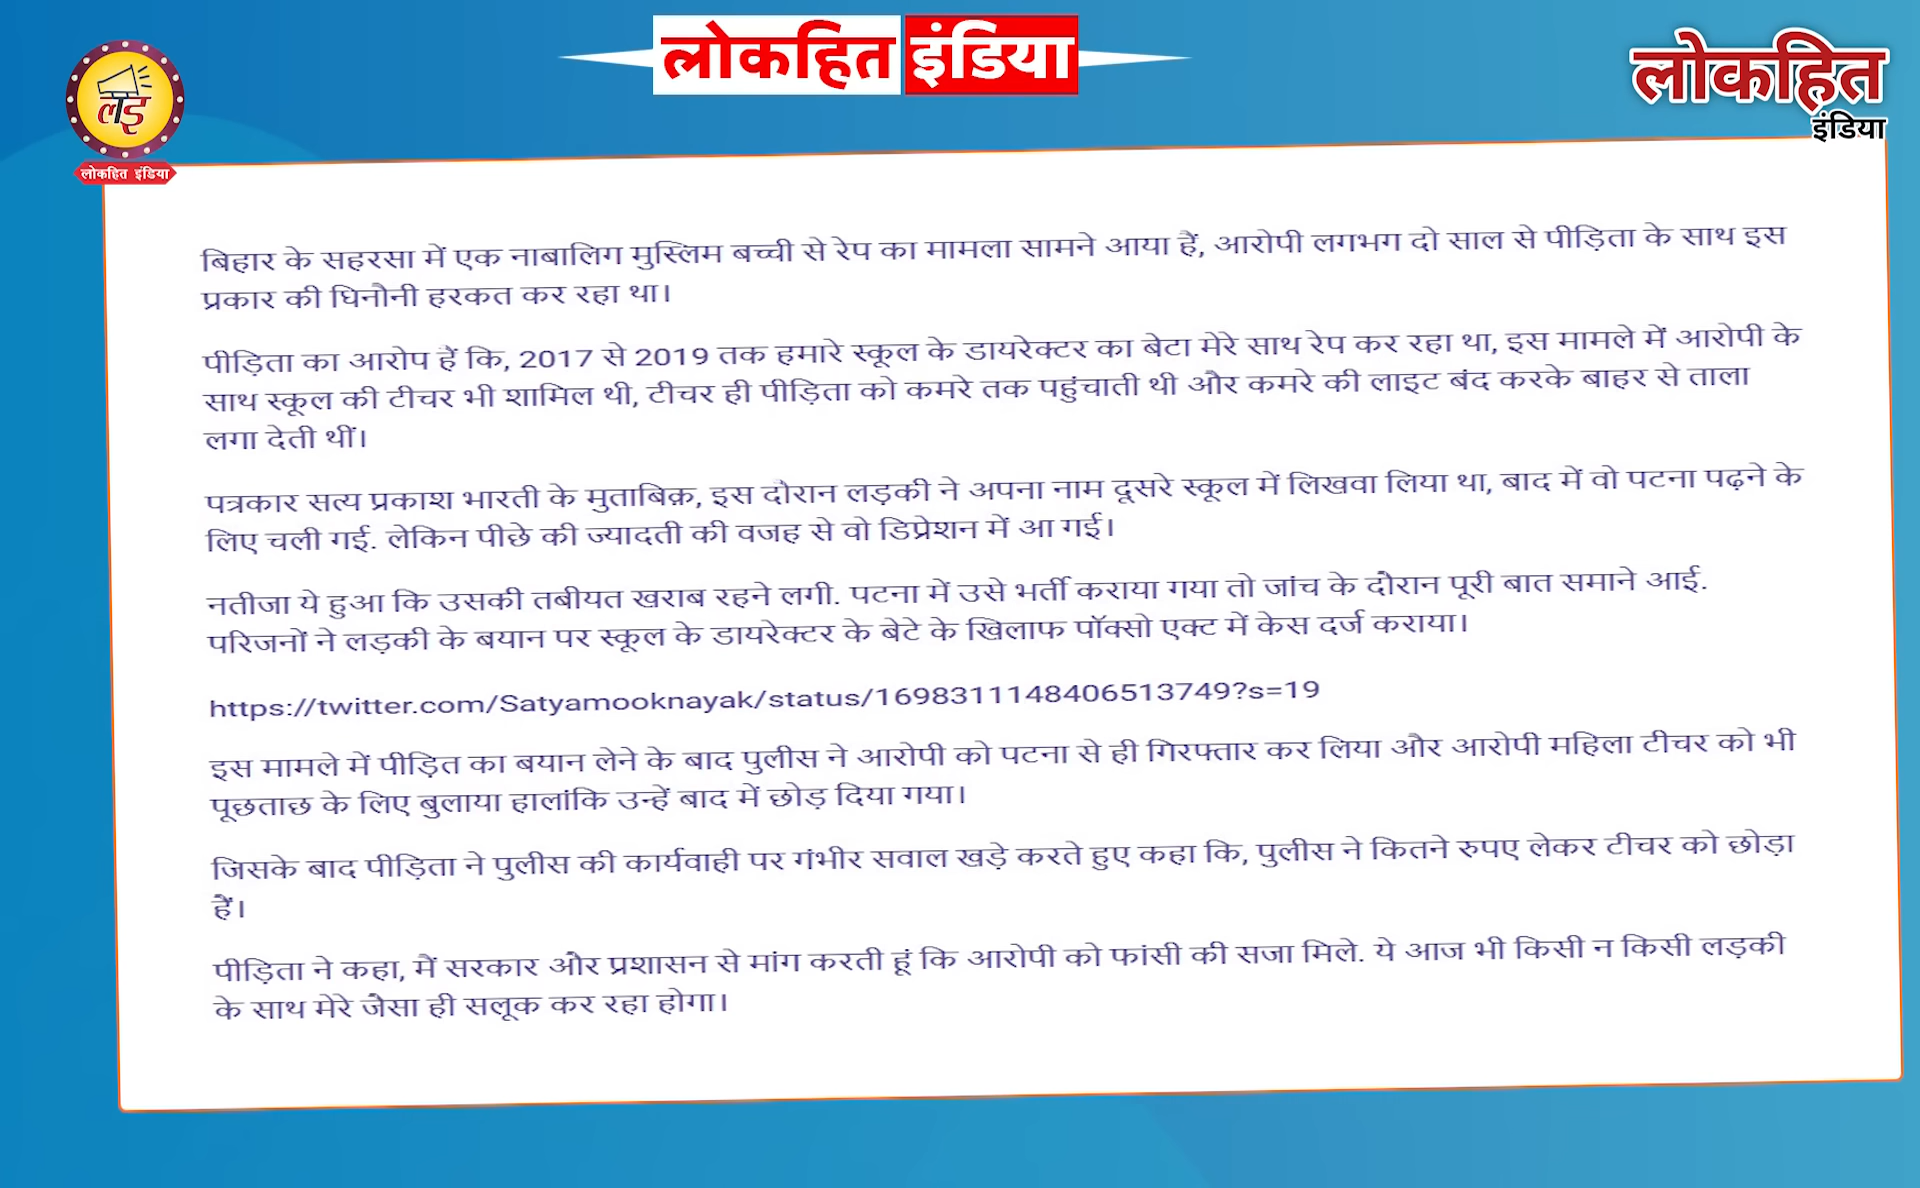 लोकहित इंडिया
लोकहित
इंडिया
लइ
लोकहित इंडिया
बिहार के सहरसा में एक नाबालिग मुस्लिम बच्ची से रेप का मामला सामने आया हैं, आरोपी लगभग दो साल से पीड़िता के साथ इस
प्रकार की घिनौनी हरकत कर रहा था।
पीड़िता का आरोप हैं कि, 2017 से 2019 तक हमारे स्कूल के डायरेक्टर का बेटा मेरे साथ रेप कर रहा था, इस मामले में आरोपी के
साथ स्कूल की टीचर भी शामिल थी, टीचर ही पीड़िता को कमरे तक पहुंचाती थी और कमरे की लाइट बंद करके बाहर से ताला
लगा देती थीं।
पत्रकार सत्य प्रकाश भारती के मुताबिक़, इस दौरान लड़की ने अपना नाम दूसरे स्कूल में लिखवा लिया था, बाद में वो पटना पढ़ने के
लिए चली गई. लेकिन पीछे की ज्यादती की वजह से वो डिप्रेशन में आ गई।
नतीजा ये हुआ कि उसकी तबीयत खराब रहने लगी. पटना में उसे भर्ती कराया गया तो जांच के दौरान पूरी बात समाने आई.
परिजनों ने लड़की के बयान पर स्कूल के डायरेक्टर के बेटे के खिलाफ पॉक्सो एक्ट में केस दर्ज कराया।
https://twitter.com/Satyamooknayak/status/1698311148406513749?s=19
इस मामले में पीड़ित का बयान लेने के बाद पुलीस ने आरोपी को पटना से ही गिरफ्तार कर लिया और आरोपी महिला टीचर को भी
पूछताछ के लिए बुलाया हालांकि उन्हें बाद में छोड़ दिया गया।
जिसके बाद पीड़िता ने पुलीस की कार्यवाही पर गंभीर सवाल खड़े करते हुए कहा कि, पुलीस ने कितने रुपए लेकर टीचर को छोड़ा
हैं।
पीड़िता ने कहा, मैं सरकार और प्रशासन से मांग करती हूं कि आरोपी को फांसी की सजा मिले. ये आज भी किसी न किसी लड़की
के साथ मेरे जैसा ही सलूक कर रहा होगा।